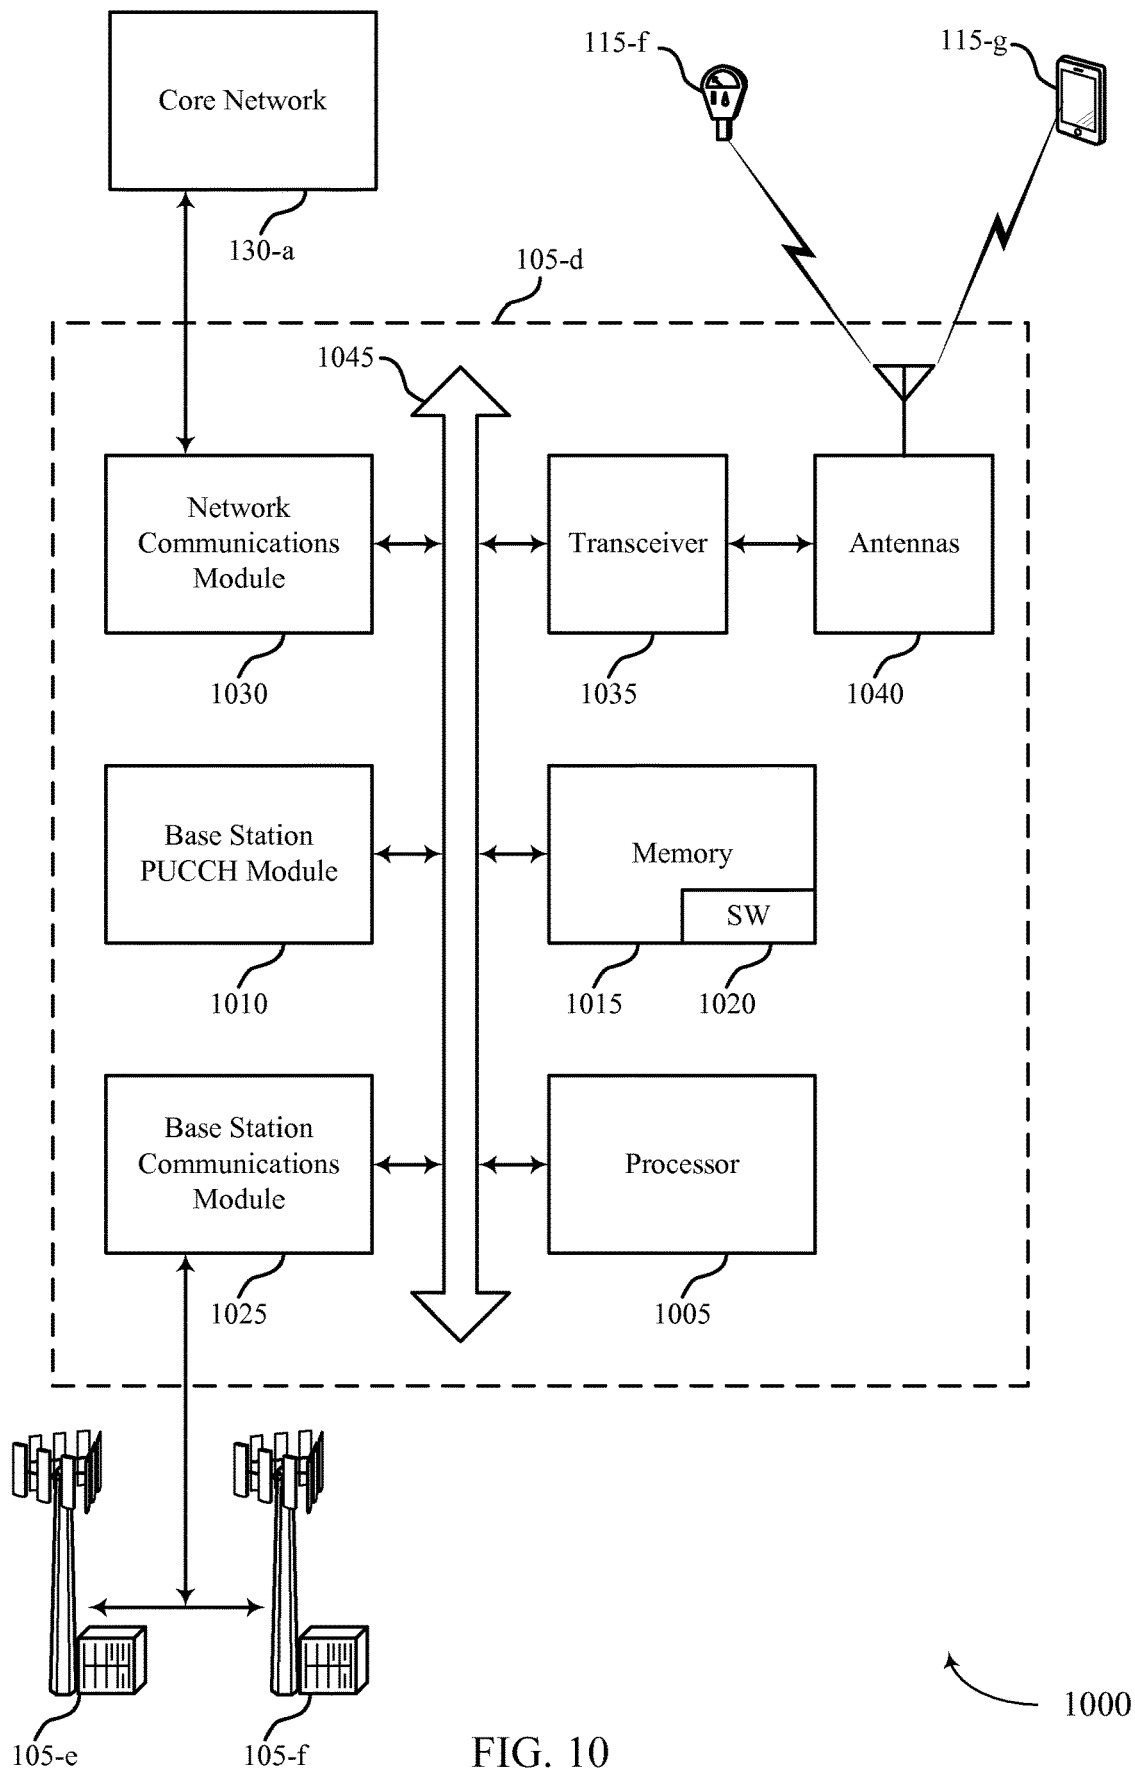 Core Network
130-a
115-f
115-g
105-d
1045
Network
Communications
Module
1030
Transceiver
1035
Antennas
1040
Base Station
PUCCH Module
1010
Memory
SW
1015
1020
Base Station
Communications
Module
1025
Processor
1005
105-e
105-f
1000
FIG. 10